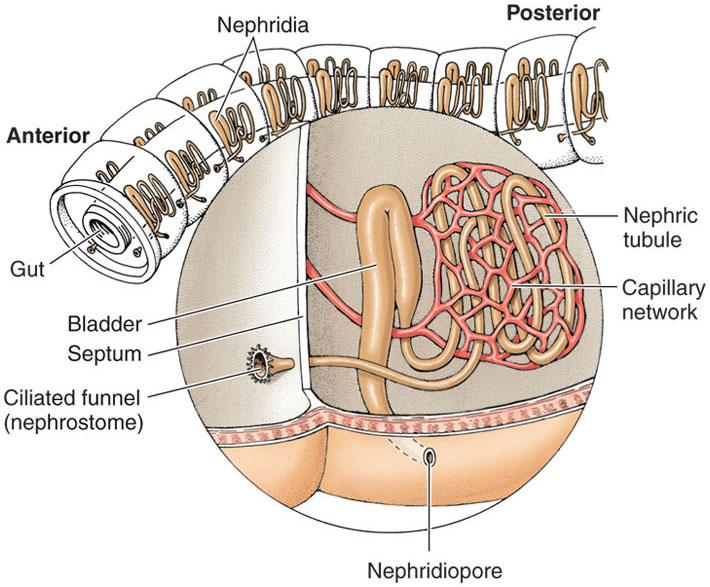 Posterior
Nephridia
Anterior
Gut
Nephric
tubule
Capillary
network
Bladder
Septum
Ciliated funnel
(nephrostome)
Nephridiopore